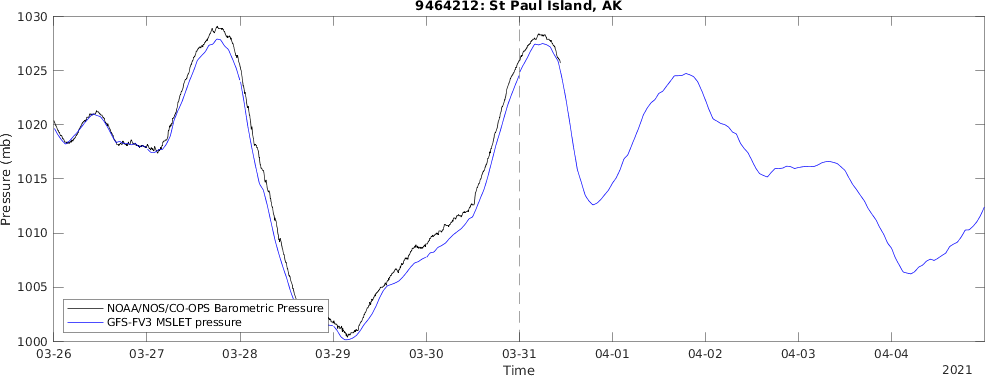 9464212: St Paul Island, AK
Pressure (mb)
1030
1025
1020
1015
1010
1005
1000
NOAA/NOS/CO-OPS Barometric Pressure
GFS-FV3 MSLET pressure
03-26 03-27 03-28 03-29 03-30 03-31 04-01 04-02 04-03 04-04
Time
2021